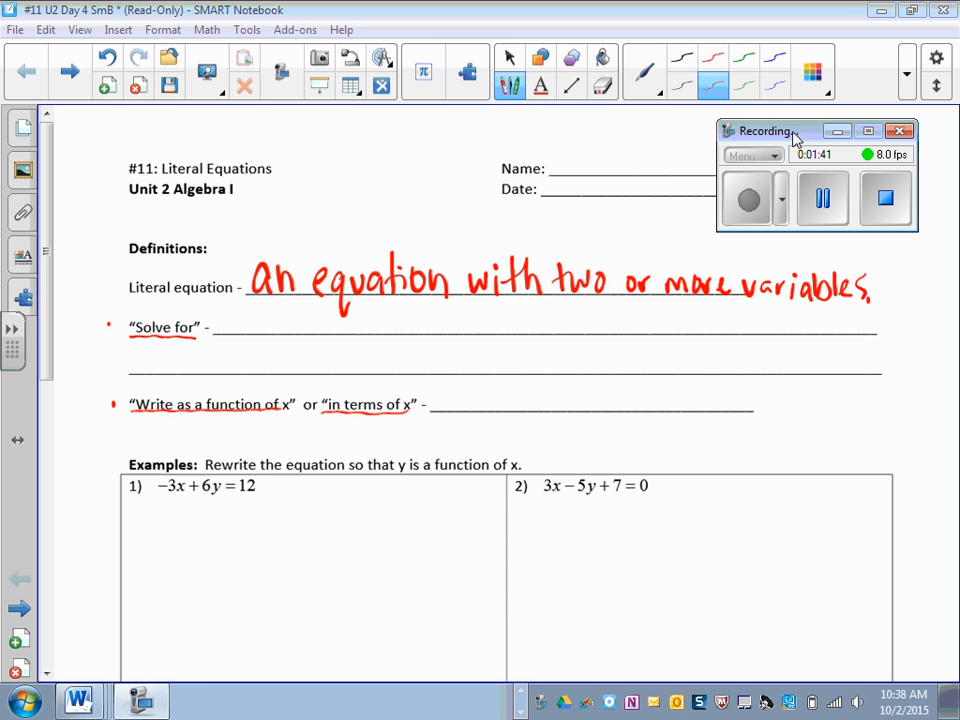 #11 U2 Day 4 SmB * (Read-Only) - SMART Notebook
File Edit View Insert Format Math Tools Add-ons Help
Recording...
Menu 0:01:41 8.0 fps
#11: Literal Equations Name: ____________________
Unit 2 Algebra I Date: ____________________
Definitions:
Literal equation - an equation with two or more variables.
"Solve for" - ____________________
"Write as a function of x" or "in terms of x" - ____________________
Examples: Rewrite the equation so that y is a function of x.
1) −3x + 6y = 12 2) 3x − 5y + 7 = 0
10:38 AM
10/2/2015